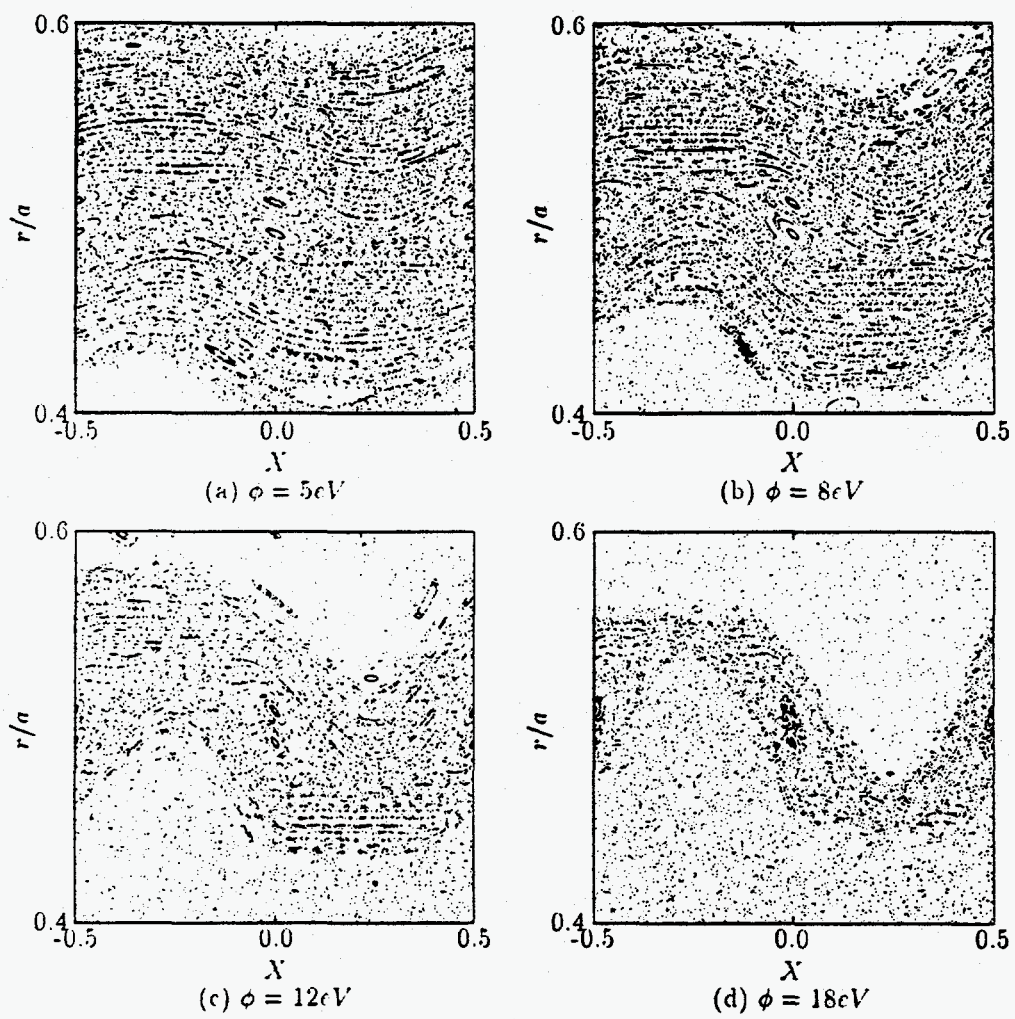 0.6
r/a
0.4
-0.5 0.0 0.5
X
(a) ϕ = 5eV
0.6
r/a
0.4
-0.5 0.0 0.5
X
(b) ϕ = 8eV
0.6
r/a
0.4
-0.5 0.0 0.5
X
(c) ϕ = 12eV
0.6
r/a
0.4
-0.5 0.0 0.5
X
(d) ϕ = 18eV